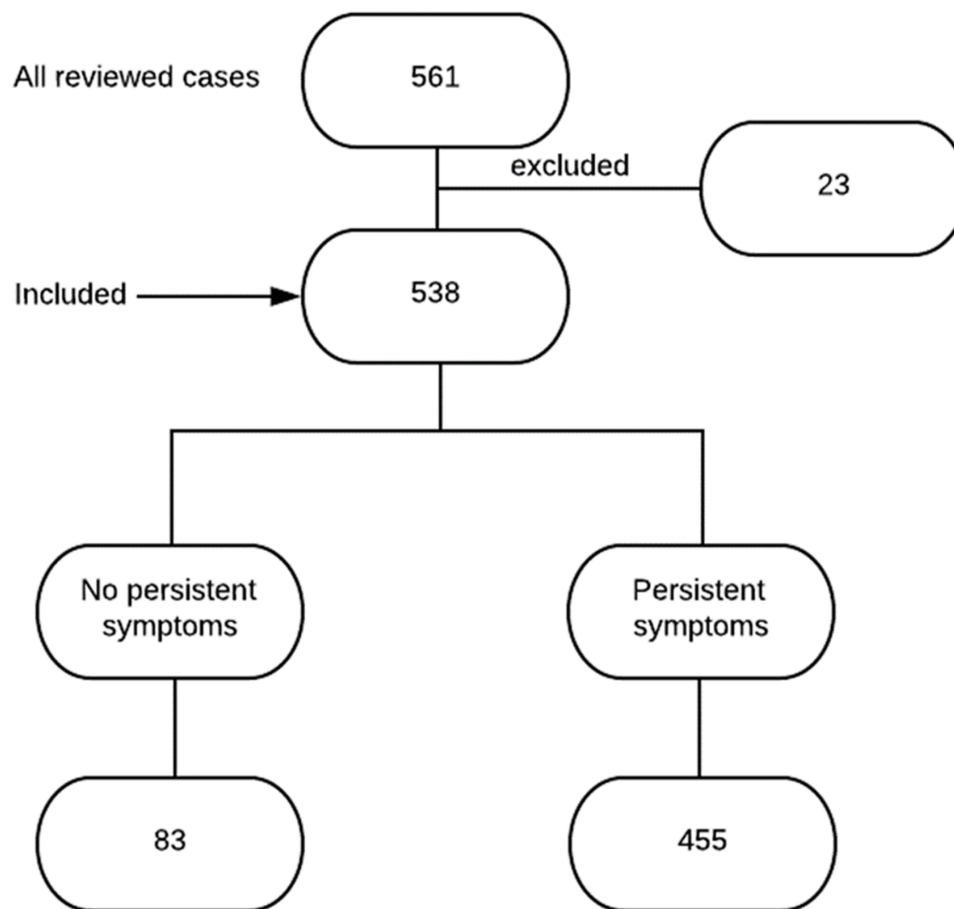 All reviewed cases
561
excluded
23
Included
538
No persistent
symptoms
Persistent
symptoms
83
455